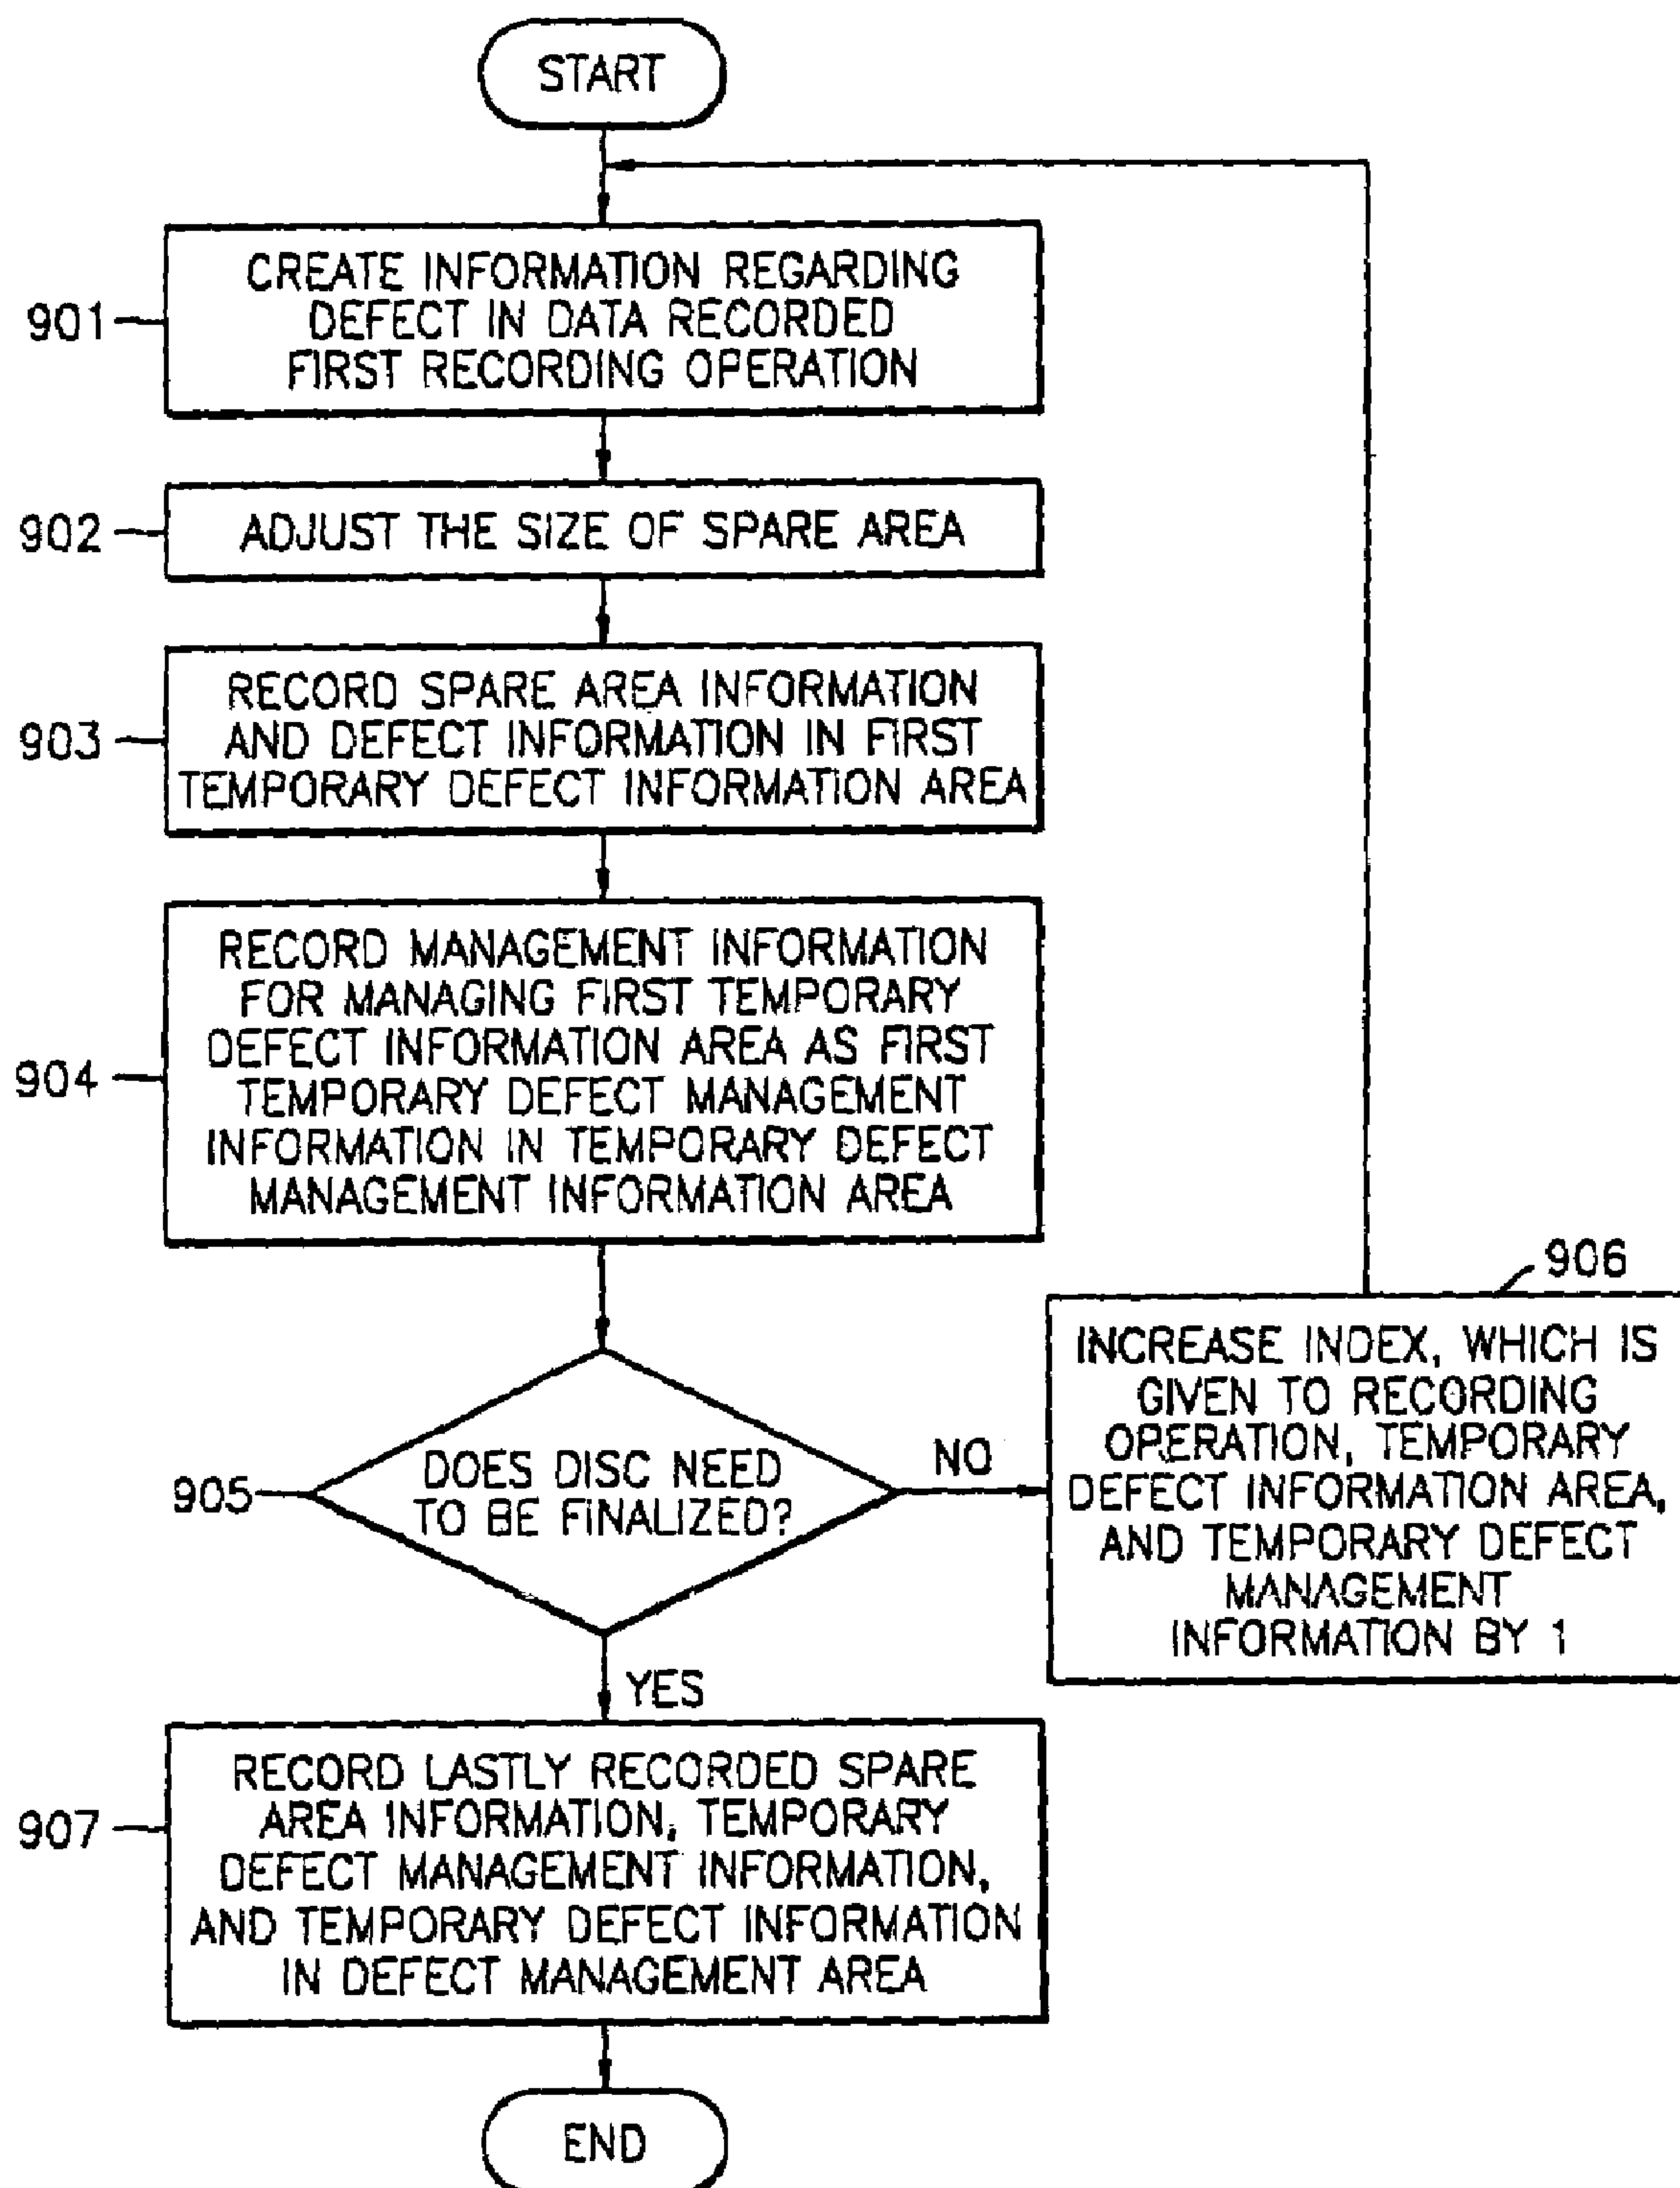 START
901
CREATE INFORMATION REGARDING
DEFECT IN DATA RECORDED
FIRST RECORDING OPERATION
902
ADJUST THE SIZE OF SPARE AREA
903
RECORD SPARE AREA INFORMATION
AND DEFECT INFORMATION IN FIRST
TEMPORARY DEFECT INFORMATION AREA
904
RECORD MANAGEMENT INFORMATION
FOR MANAGING FIRST TEMPORARY
DEFECT INFORMATION AREA AS FIRST
TEMPORARY DEFECT MANAGEMENT
INFORMATION IN TEMPORARY DEFECT
MANAGEMENT INFORMATION AREA
905
DOES DISC NEED
TO BE FINALIZED?
NO
906
INCREASE INDEX, WHICH IS
GIVEN TO RECORDING
OPERATION, TEMPORARY
DEFECT INFORMATION AREA,
AND TEMPORARY DEFECT
MANAGEMENT
INFORMATION BY 1
YES
907
RECORD LASTLY RECORDED SPARE
AREA INFORMATION, TEMPORARY
DEFECT MANAGEMENT INFORMATION,
AND TEMPORARY DEFECT INFORMATION
IN DEFECT MANAGEMENT AREA
END